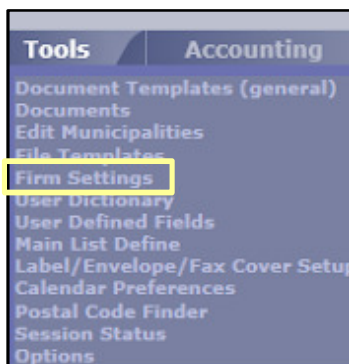 Tools Accounting
Document Templates (general)
Documents
Edit Municipalities
File Templates
Firm Settings
User Dictionary
User Defined Fields
Main List Define
Label/Envelope/Fax Cover Setup
Calendar Preferences
Postal Code Finder
Session Status
Options